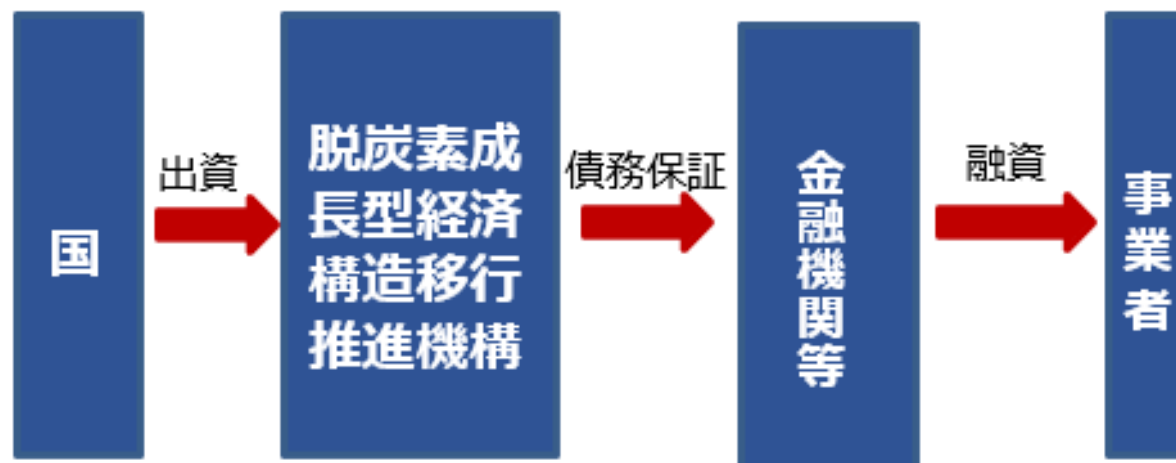 国
出資
脱炭素成
長型経済
構造移行
推進機構
債務保証
金融機関等
融資
事業者